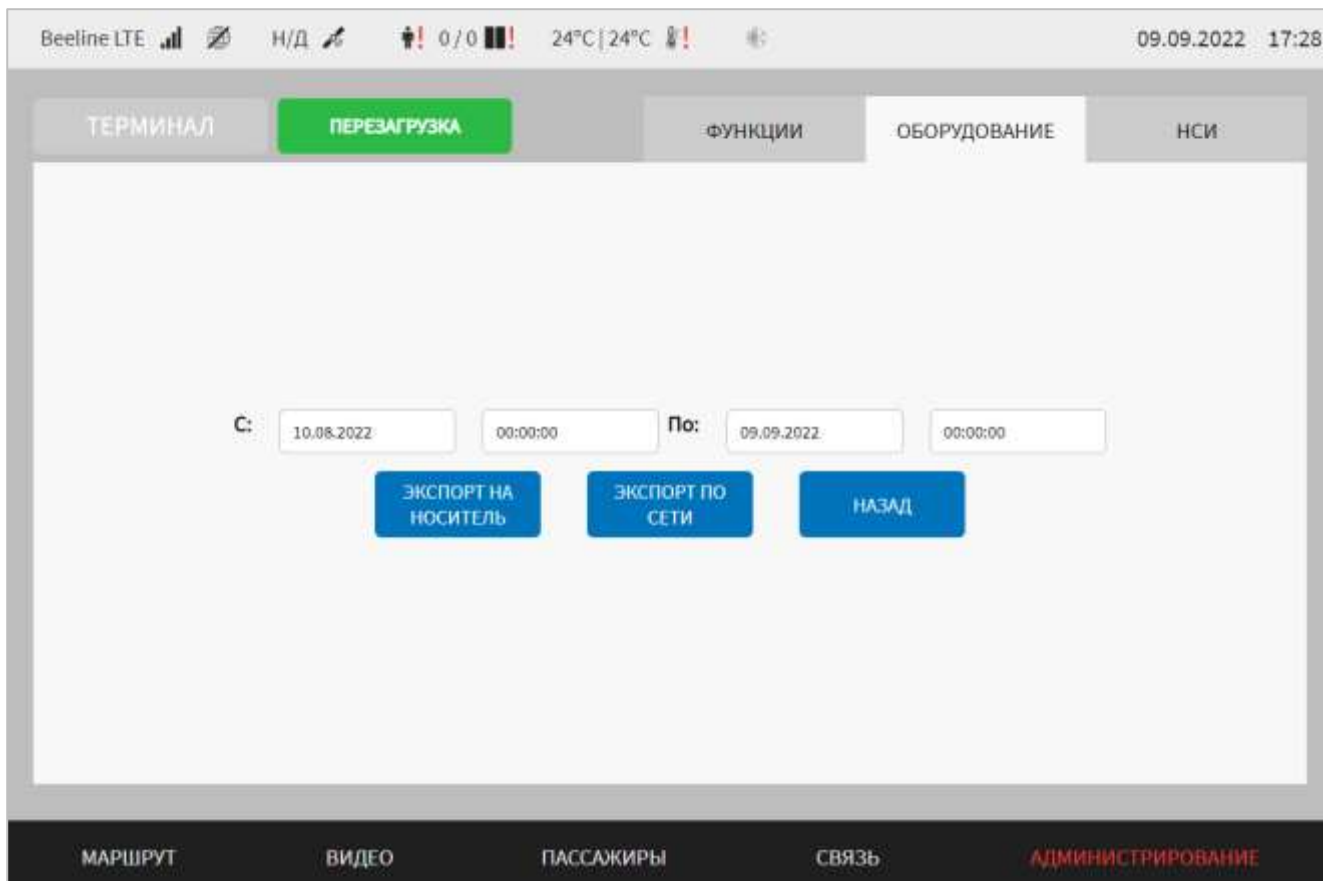 Beeline LTE Н/Д ! 0 / 0 ! 24°C | 24°C ! 09.09.2022 17:28
ТЕРМИНАЛ ПЕРЕЗАГРУЗКА ФУНКЦИИ ОБОРУДОВАНИЕ НСИ
С: 10.08.2022 00:00:00 По: 09.09.2022 00:00:00
ЭКСПОРТ НА
НОСИТЕЛЬ
ЭКСПОРТ ПО
СЕТИ
НАЗАД
МАРШРУТ ВИДЕО ПАССАЖИРЫ СВЯЗЬ АДМИНИСТРИРОВАНИЕ